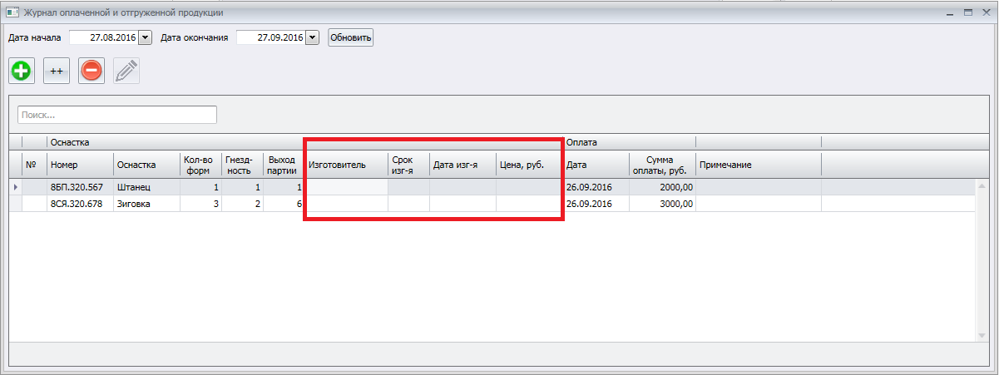 Журнал оплаченной и отгруженной продукции
Дата начала 27.08.2016 Дата окончания 27.09.2016 Обновить
++
Поиск...
Оснастка Оплата
№ Номер Оснастка Кол-во форм Гнезд-ность Выход партии Изготовитель Срок изг-я Дата изг-я Цена, руб. Дата Сумма оплаты, руб. Примечание
8БП.320.567 Штанец 1 1 1 26.09.2016 2000,00
8СЯ.320.678 Зиговка 3 2 6 26.09.2016 3000,00